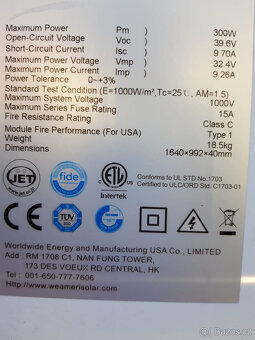 Maximum Power Pm ) 300W
Open-Circuit Voltage Voc ) 39.6V
Short-Circuit Current Isc ) 9.70A
Maximum Power Voltage Vmp ) 32.4V
Maximum Power Current Imp ) 9.26A
Power Tolerance 0~+3%
Standard Test Condition (E=1000W/m², Tc=25℃, AM=1.5)
Maximum System Voltage 1000V
Maximum Series Fuse Rating 15A
Fire Resistance Rating Class C
Module Fire Performance (For USA) Type 1
Weight 18.5kg
Dimensions 1640×992×40mm
JET
fide
ETL
Intertek
Conforms to UL STD No.1703
Certified to ULC/ORD Std. C1703-01
CE
TUV
Worldwide Energy and Manufacturing USA Co., LIMITED
Add : RM 1708 C1, NAN FUNG TOWER,
173 DES VOEUX RD CENTRAL, HK
Tel : 001-650-777-7606
http://www.weamerisolar.com